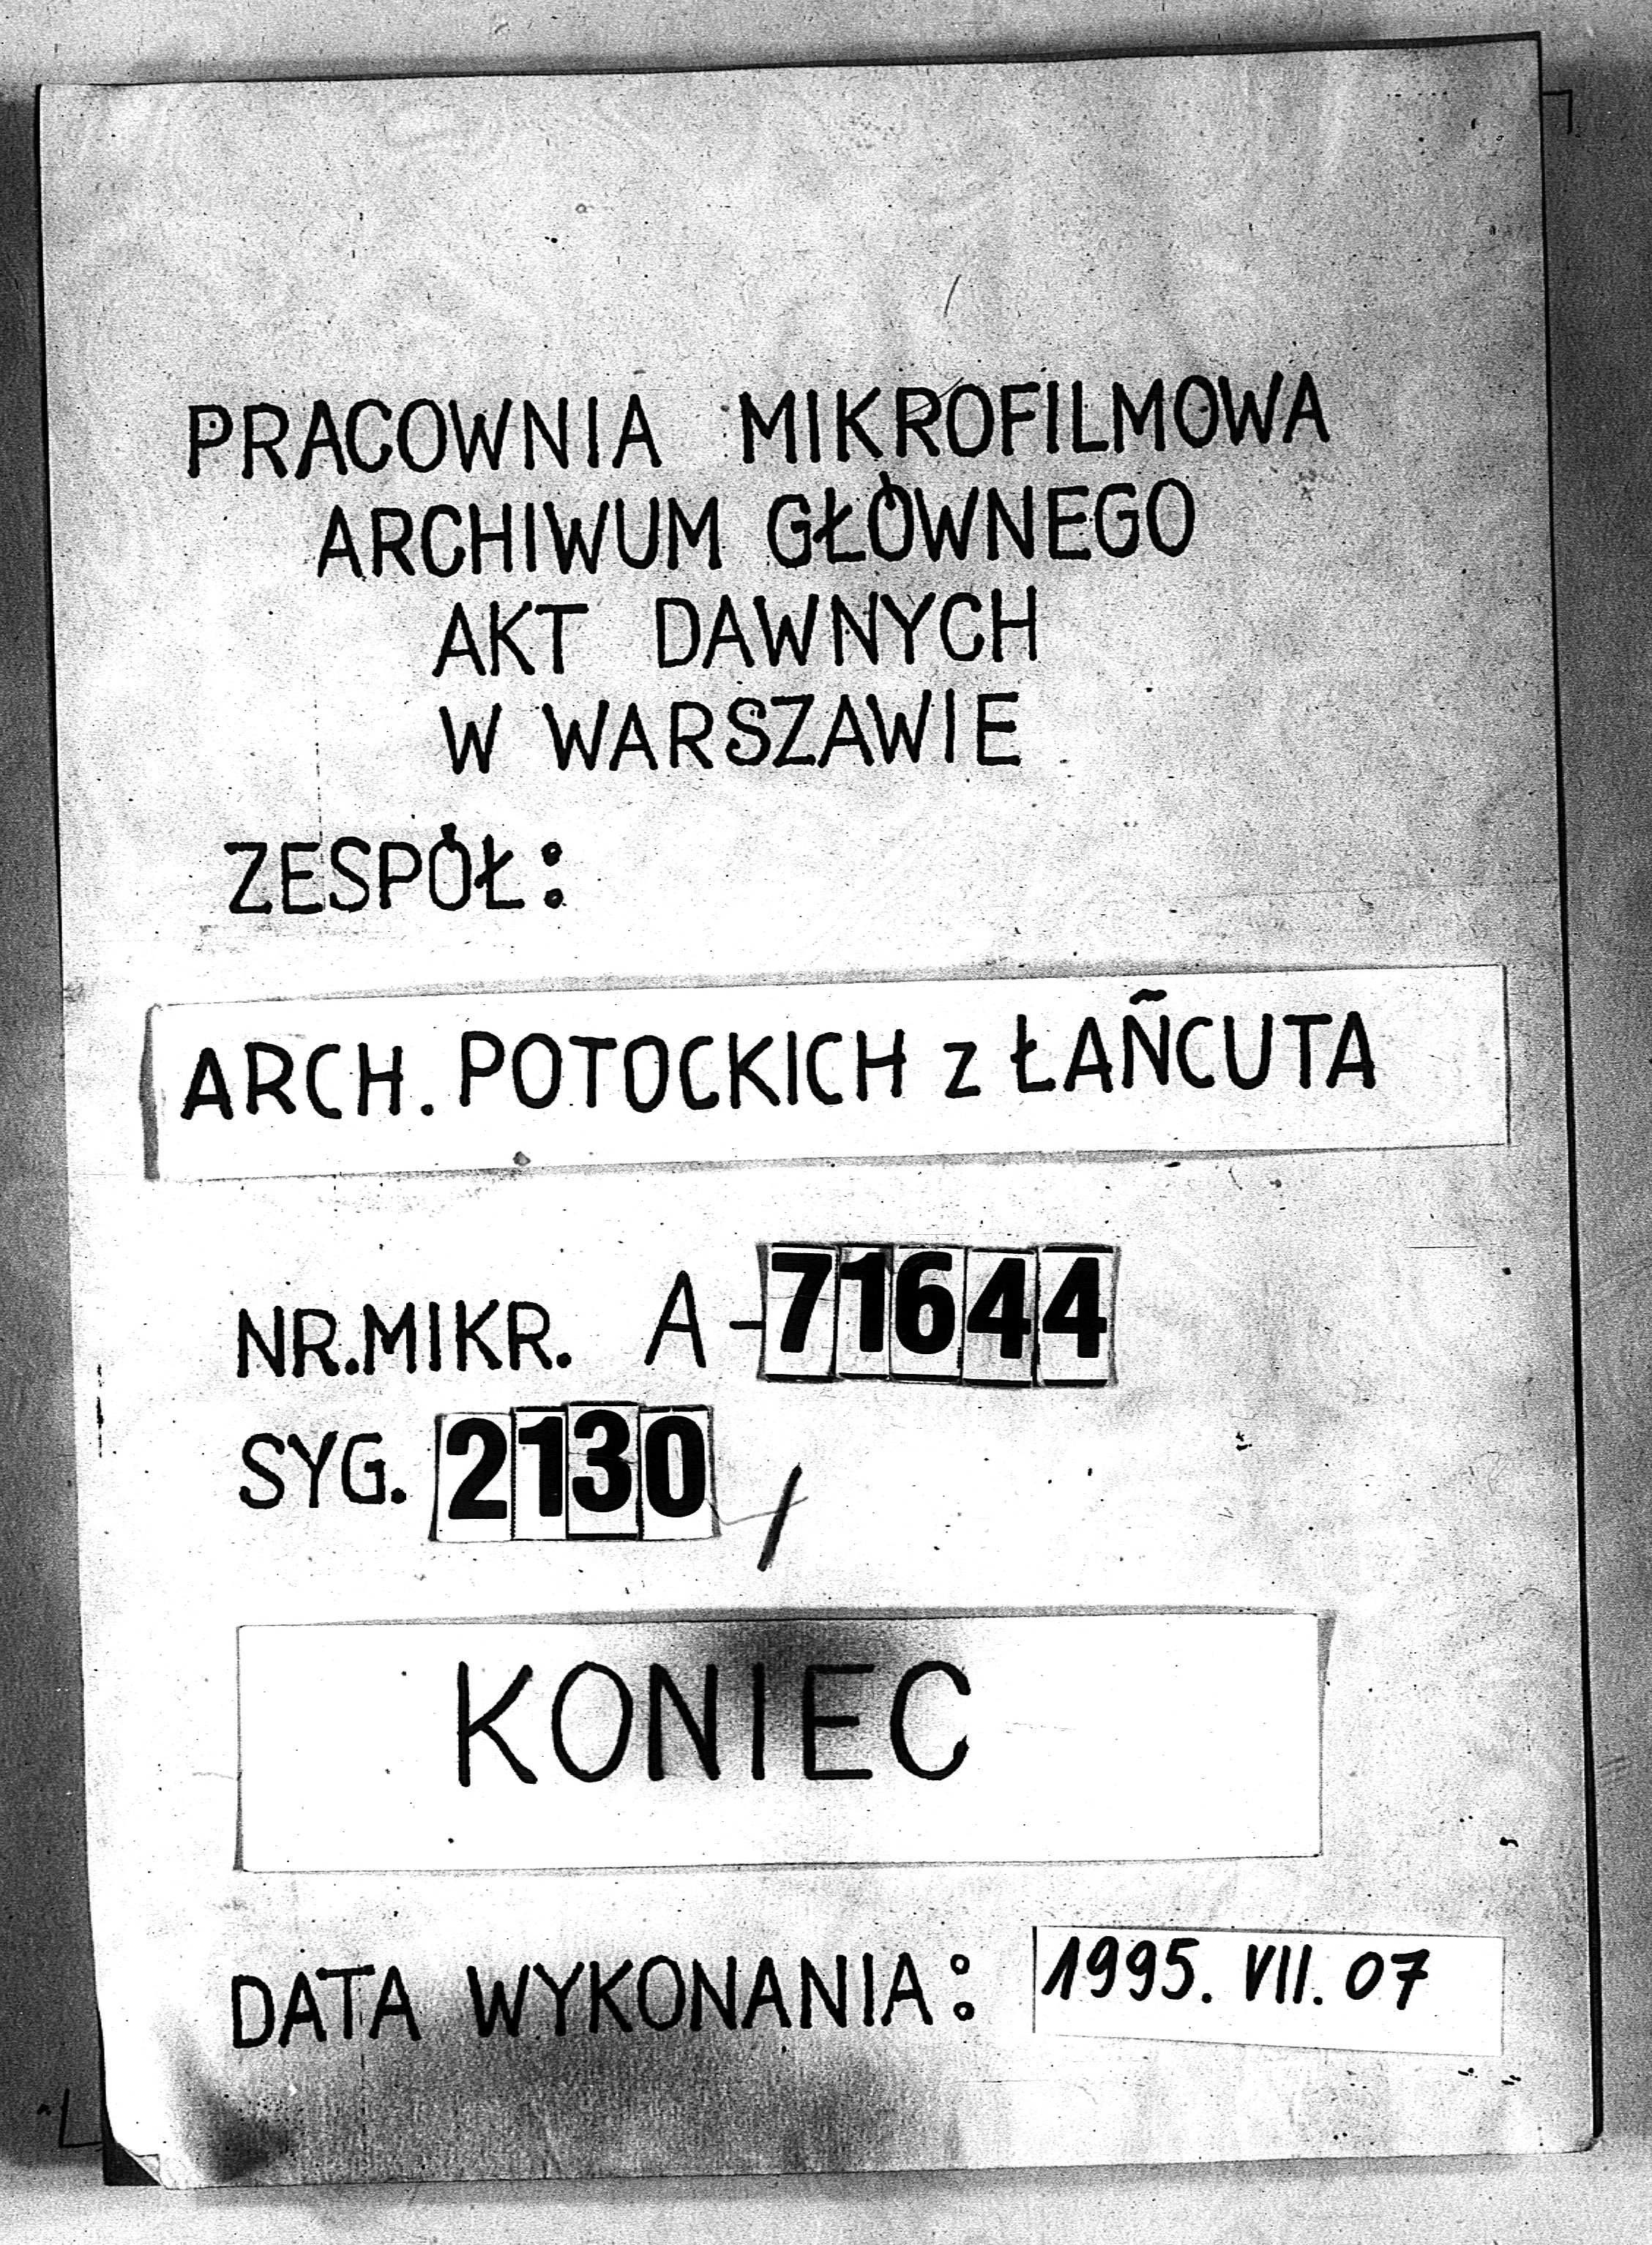 PRACOWNIA MIKROFILMOWA
ARCHIWUM GŁÓWNEGO
AKT DAWNYCH
W WARSZAWIE
ZESPÓŁ:
ARCH. POTOCKICH z ŁAŃCUTA
NR.MIKR. A-71644
SYG. 2130 /
KONIEC
DATA WYKONANIA: 1995. VII. 07